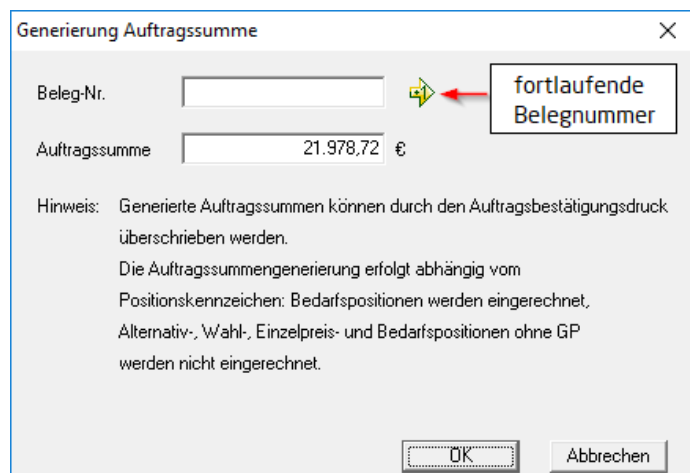 Generierung Auftragssumme
Beleg-Nr.
+1
fortlaufende
Belegnummer
Auftragssumme 21.978,72 €
Hinweis: Generierte Auftragssummen können durch den Auftragsbestätigungsdruck
überschrieben werden.
Die Auftragssummengenerierung erfolgt abhängig vom
Positionskennzeichen: Bedarfspositionen werden eingerechnet,
Alternativ-, Wahl-, Einzelpreis- und Bedarfspositionen ohne GP
werden nicht eingerechnet.
OK Abbrechen